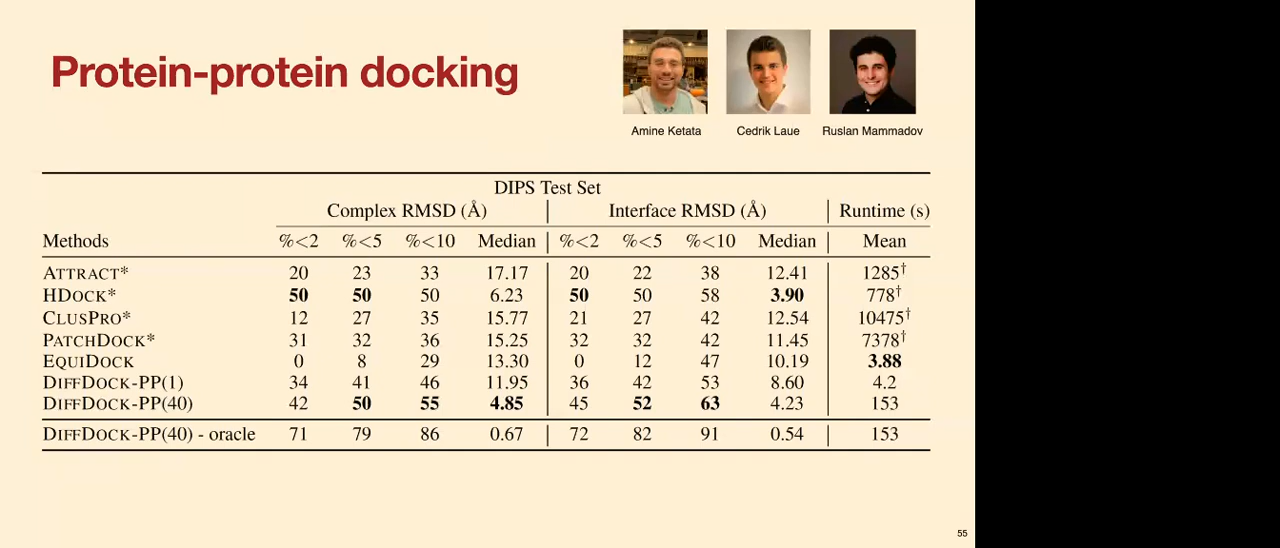 Protein-protein docking
Amine Ketata
Cedrik Laue
Ruslan Mammadov
DIPS Test Set
Complex RMSD (Å) Interface RMSD (Å) Runtime (s)
Methods %<2 %<5 %<10 Median %<2 %<5 %<10 Median Mean
ATTRACT* 20 23 33 17.17 20 22 38 12.41 1285†
HDOCK* 50 50 50 6.23 50 50 58 3.90 778†
CLUSPRO* 12 27 35 15.77 21 27 42 12.54 10475†
PATCHDOCK* 31 32 36 15.25 32 32 42 11.45 7378†
EQUIDOCK 0 8 29 13.30 0 12 47 10.19 3.88
DIFFDOCK-PP(1) 34 41 46 11.95 36 42 53 8.60 4.2
DIFFDOCK-PP(40) 42 50 55 4.85 45 52 63 4.23 153
DIFFDOCK-PP(40) - oracle 71 79 86 0.67 72 82 91 0.54 153
55